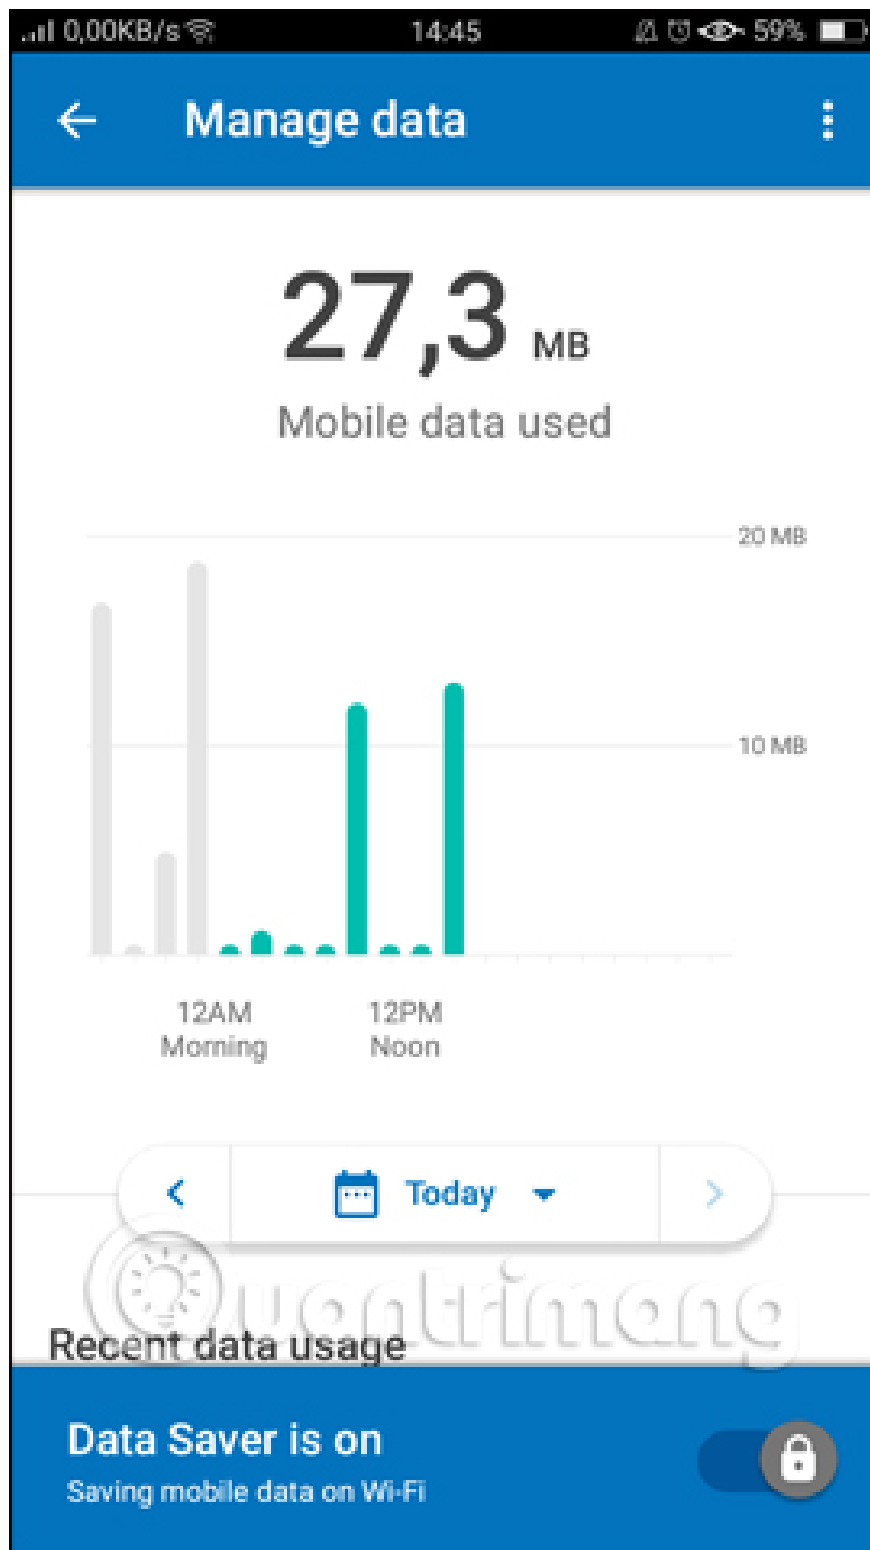 0,00KB/s 14:45 59%
Manage data
27,3 MB
Mobile data used
20 MB
10 MB
12AM 12PM
Morning Noon
Today
uantrimang
Recent data usage
Data Saver is on
Saving mobile data on Wi-Fi